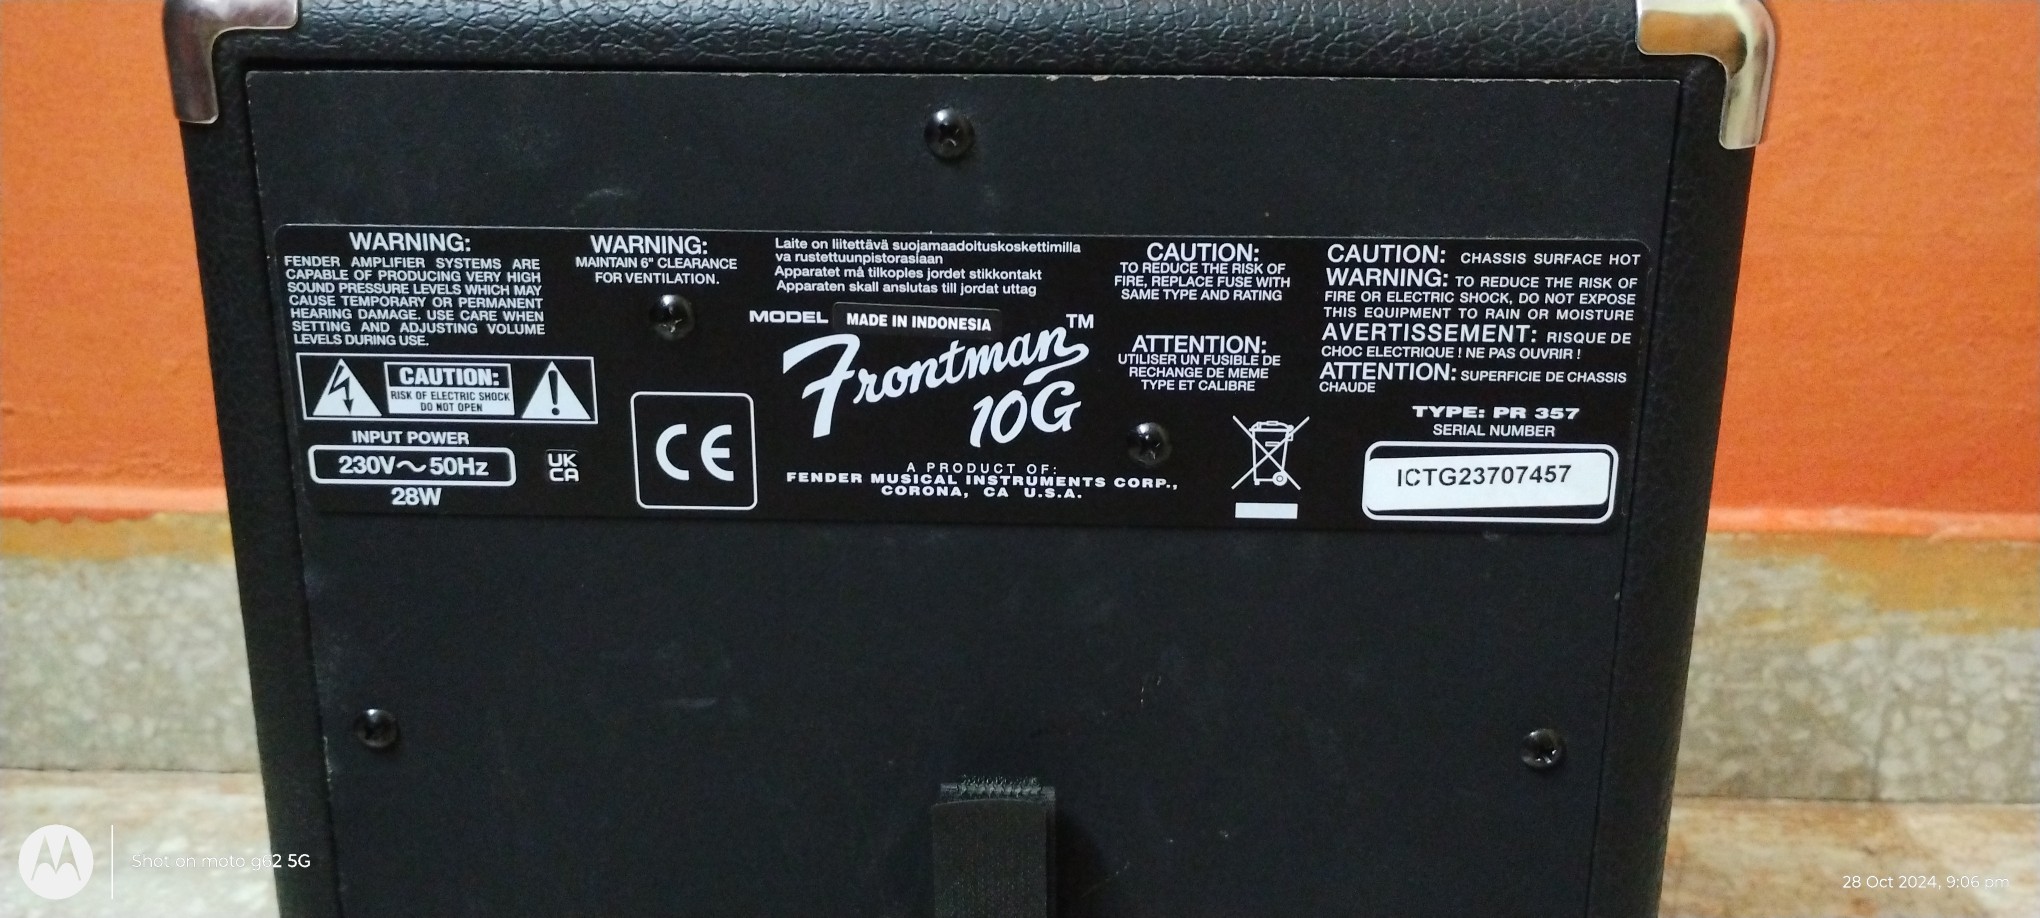 WARNING:
FENDER AMPLIFIER SYSTEMS ARE
CAPABLE OF PRODUCING VERY HIGH
SOUND PRESSURE LEVELS WHICH MAY
CAUSE TEMPORARY OR PERMANENT
HEARING DAMAGE. USE CARE WHEN
SETTING AND ADJUSTING VOLUME
LEVELS DURING USE.
CAUTION:
RISK OF ELECTRIC SHOCK
DO NOT OPEN
INPUT POWER
230V~50Hz
28W
UK
CA
WARNING:
MAINTAIN 6" CLEARANCE
FOR VENTILATION.
CE
Laite on liitettävä suojamaadoituskoskettimilla
va rustettuunpistorasiaan
Apparatet må tilkoples jordet stikkontakt
Apparaten skall anslutas till jordat uttag
MODEL MADE IN INDONESIA
Frontman™
10G
A PRODUCT OF:
FENDER MUSICAL INSTRUMENTS CORP.,
CORONA, CA U.S.A.
CAUTION:
TO REDUCE THE RISK OF
FIRE, REPLACE FUSE WITH
SAME TYPE AND RATING
ATTENTION:
UTILISER UN FUSIBLE DE
RECHANGE DE MEME
TYPE ET CALIBRE
CAUTION: CHASSIS SURFACE HOT
WARNING: TO REDUCE THE RISK OF
FIRE OR ELECTRIC SHOCK, DO NOT EXPOSE
THIS EQUIPMENT TO RAIN OR MOISTURE
AVERTISSEMENT: RISQUE DE
CHOC ELECTRIQUE ! NE PAS OUVRIR !
ATTENTION: SUPERFICIE DE CHASSIS
CHAUDE
TYPE: PR 357
SERIAL NUMBER
ICTG23707457
Shot on moto g62 5G
28 Oct 2024, 9:06 pm